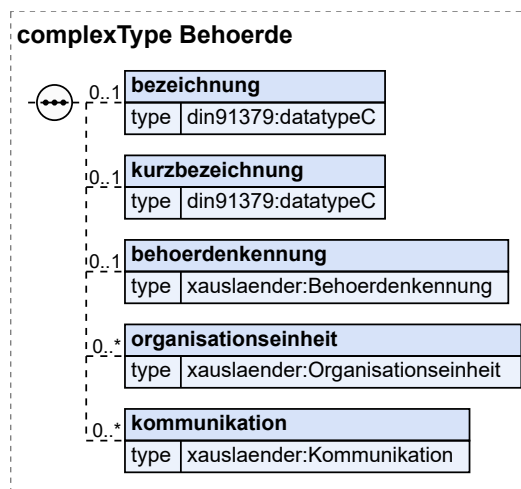 complexType Behoerde
0..1 bezeichnung
type din91379:datatypeC
0..1 kurzbezeichnung
type din91379:datatypeC
0..1 behoerdenkennung
type xauslaender:Behoerdenkennung
0..* organisationseinheit
type xauslaender:Organisationseinheit
0..* kommunikation
type xauslaender:Kommunikation